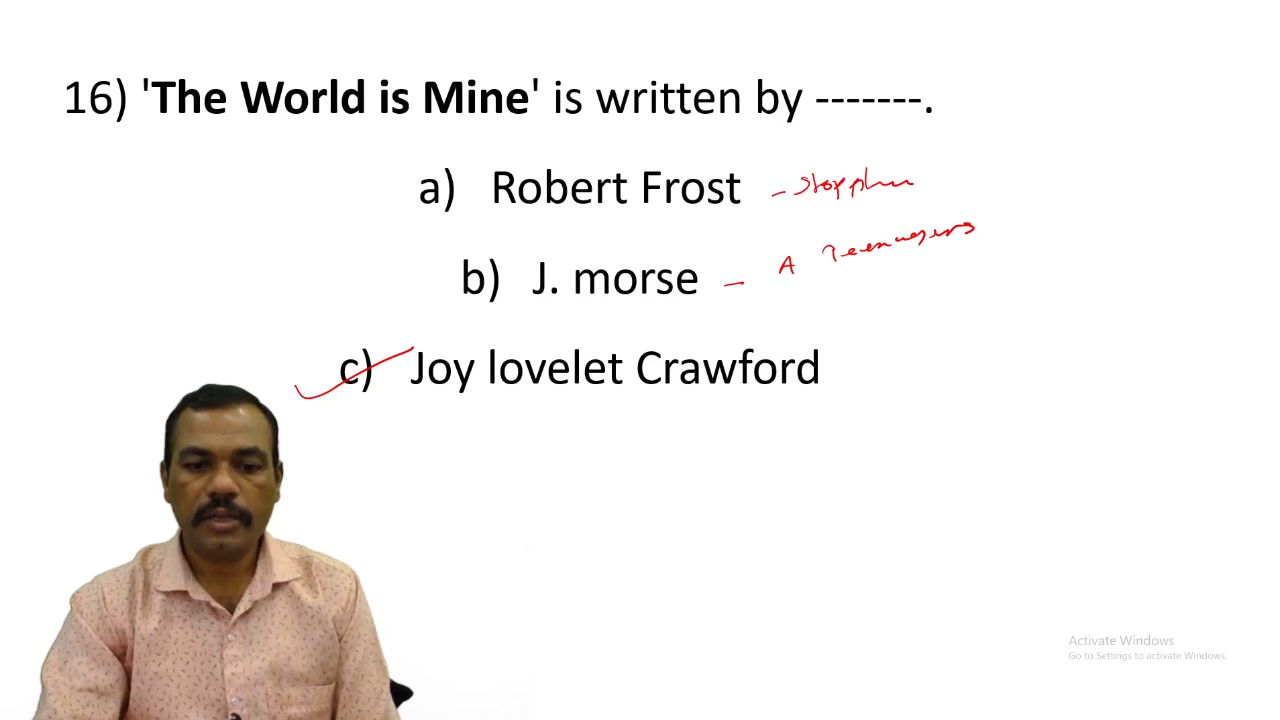 16) 'The World is Mine' is written by -------.
a) Robert Frost -
b) J. morse - A Teenagers
c) Joy lovelet Crawford
Activate Windows
Go to Settings to activate Windows.